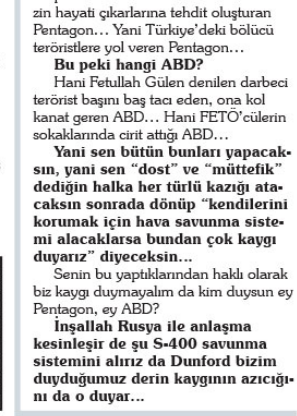 zin hayati çıkarlarına tehdit oluşturan
Pentagon... Yani Türkiye'deki bölücü
teröristlere yol veren Pentagon...
Bu peki hangi ABD?
Hani Fetullah Gülen denilen darbeci
terörist başını baş tacı eden, ona kol
kanat geren ABD... Hani FETÖ'cülerin
sokaklarında cirit attığı ABD...
Yani sen bütün bunları yapacak-
sın, yani sen “dost” ve “müttefik”
dediğin halka her türlü kazığı ata-
caksın sonrada dönüp “kendilerini
korumak için hava savunma siste-
mi alacaklarsa bundan çok kaygı
duyarız” diyeceksin...
Senin bu yaptıklarından haklı olarak
biz kaygı duymayalım da kim duysun ey
Pentagon, ey ABD?
İnşallah Rusya ile anlaşma
kesinleşir de şu S-400 savunma
sistemini alırız da Dunford bizim
duyduğumuz derin kaygının azıcığı-
nı da o duyar...